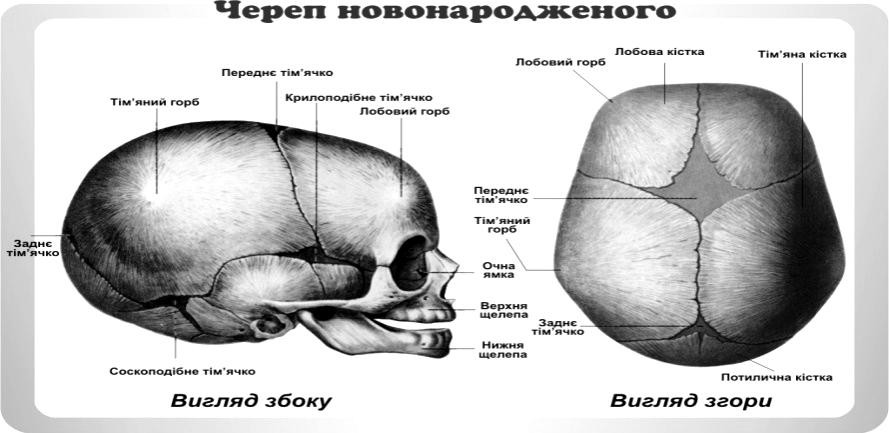 Череп новонародженого
Переднє тім'ячко
Тім'яний горб
Крилоподібне тім'ячко
Лобовий горб
Заднє
тім'ячко
Очна
ямка
Верхня
щелепа
Нижня
щелепа
Соскоподібне тім'ячко
Вигляд збоку
Лобова кістка
Лобовий горб
Тім'яна кістка
Переднє
тім'ячко
Тім'яний
горб
Заднє
тім'ячко
Потилична кістка
Вигляд згори